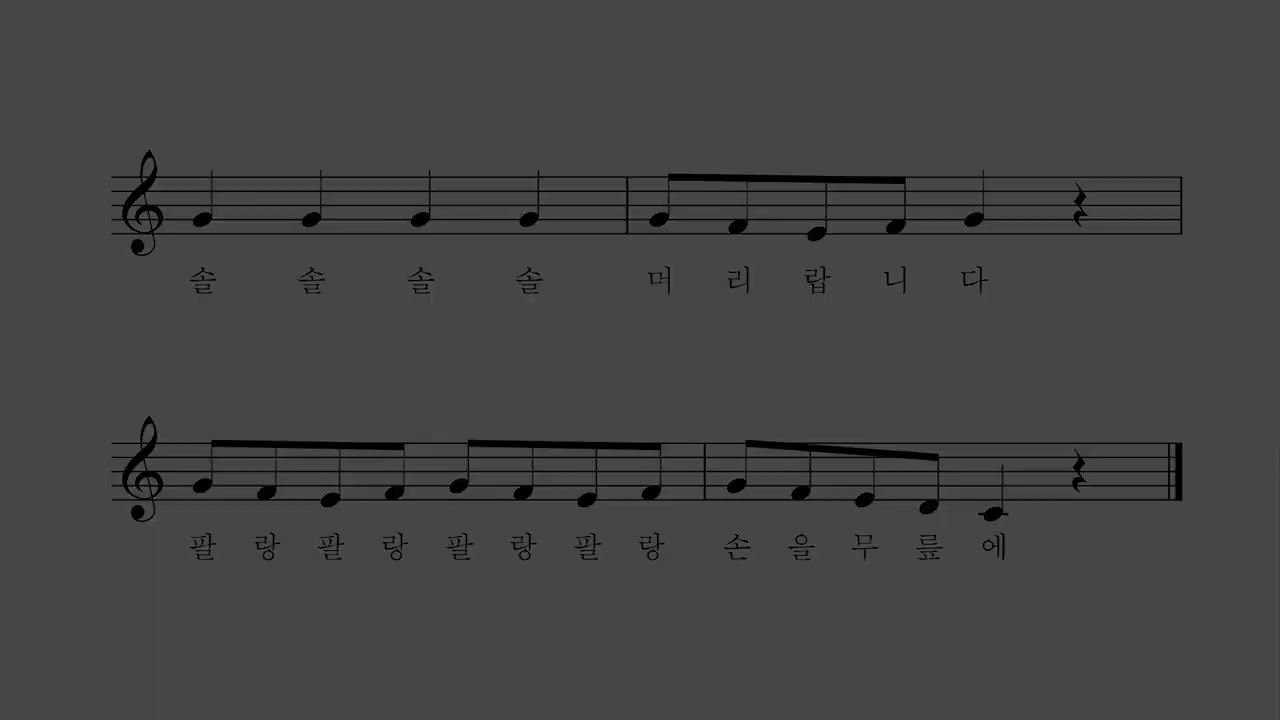 솔 솔 솔 솔 머 리 랍 니 다
팔 랑 팔 랑 팔 랑 팔 랑 손 을 무 릎 에